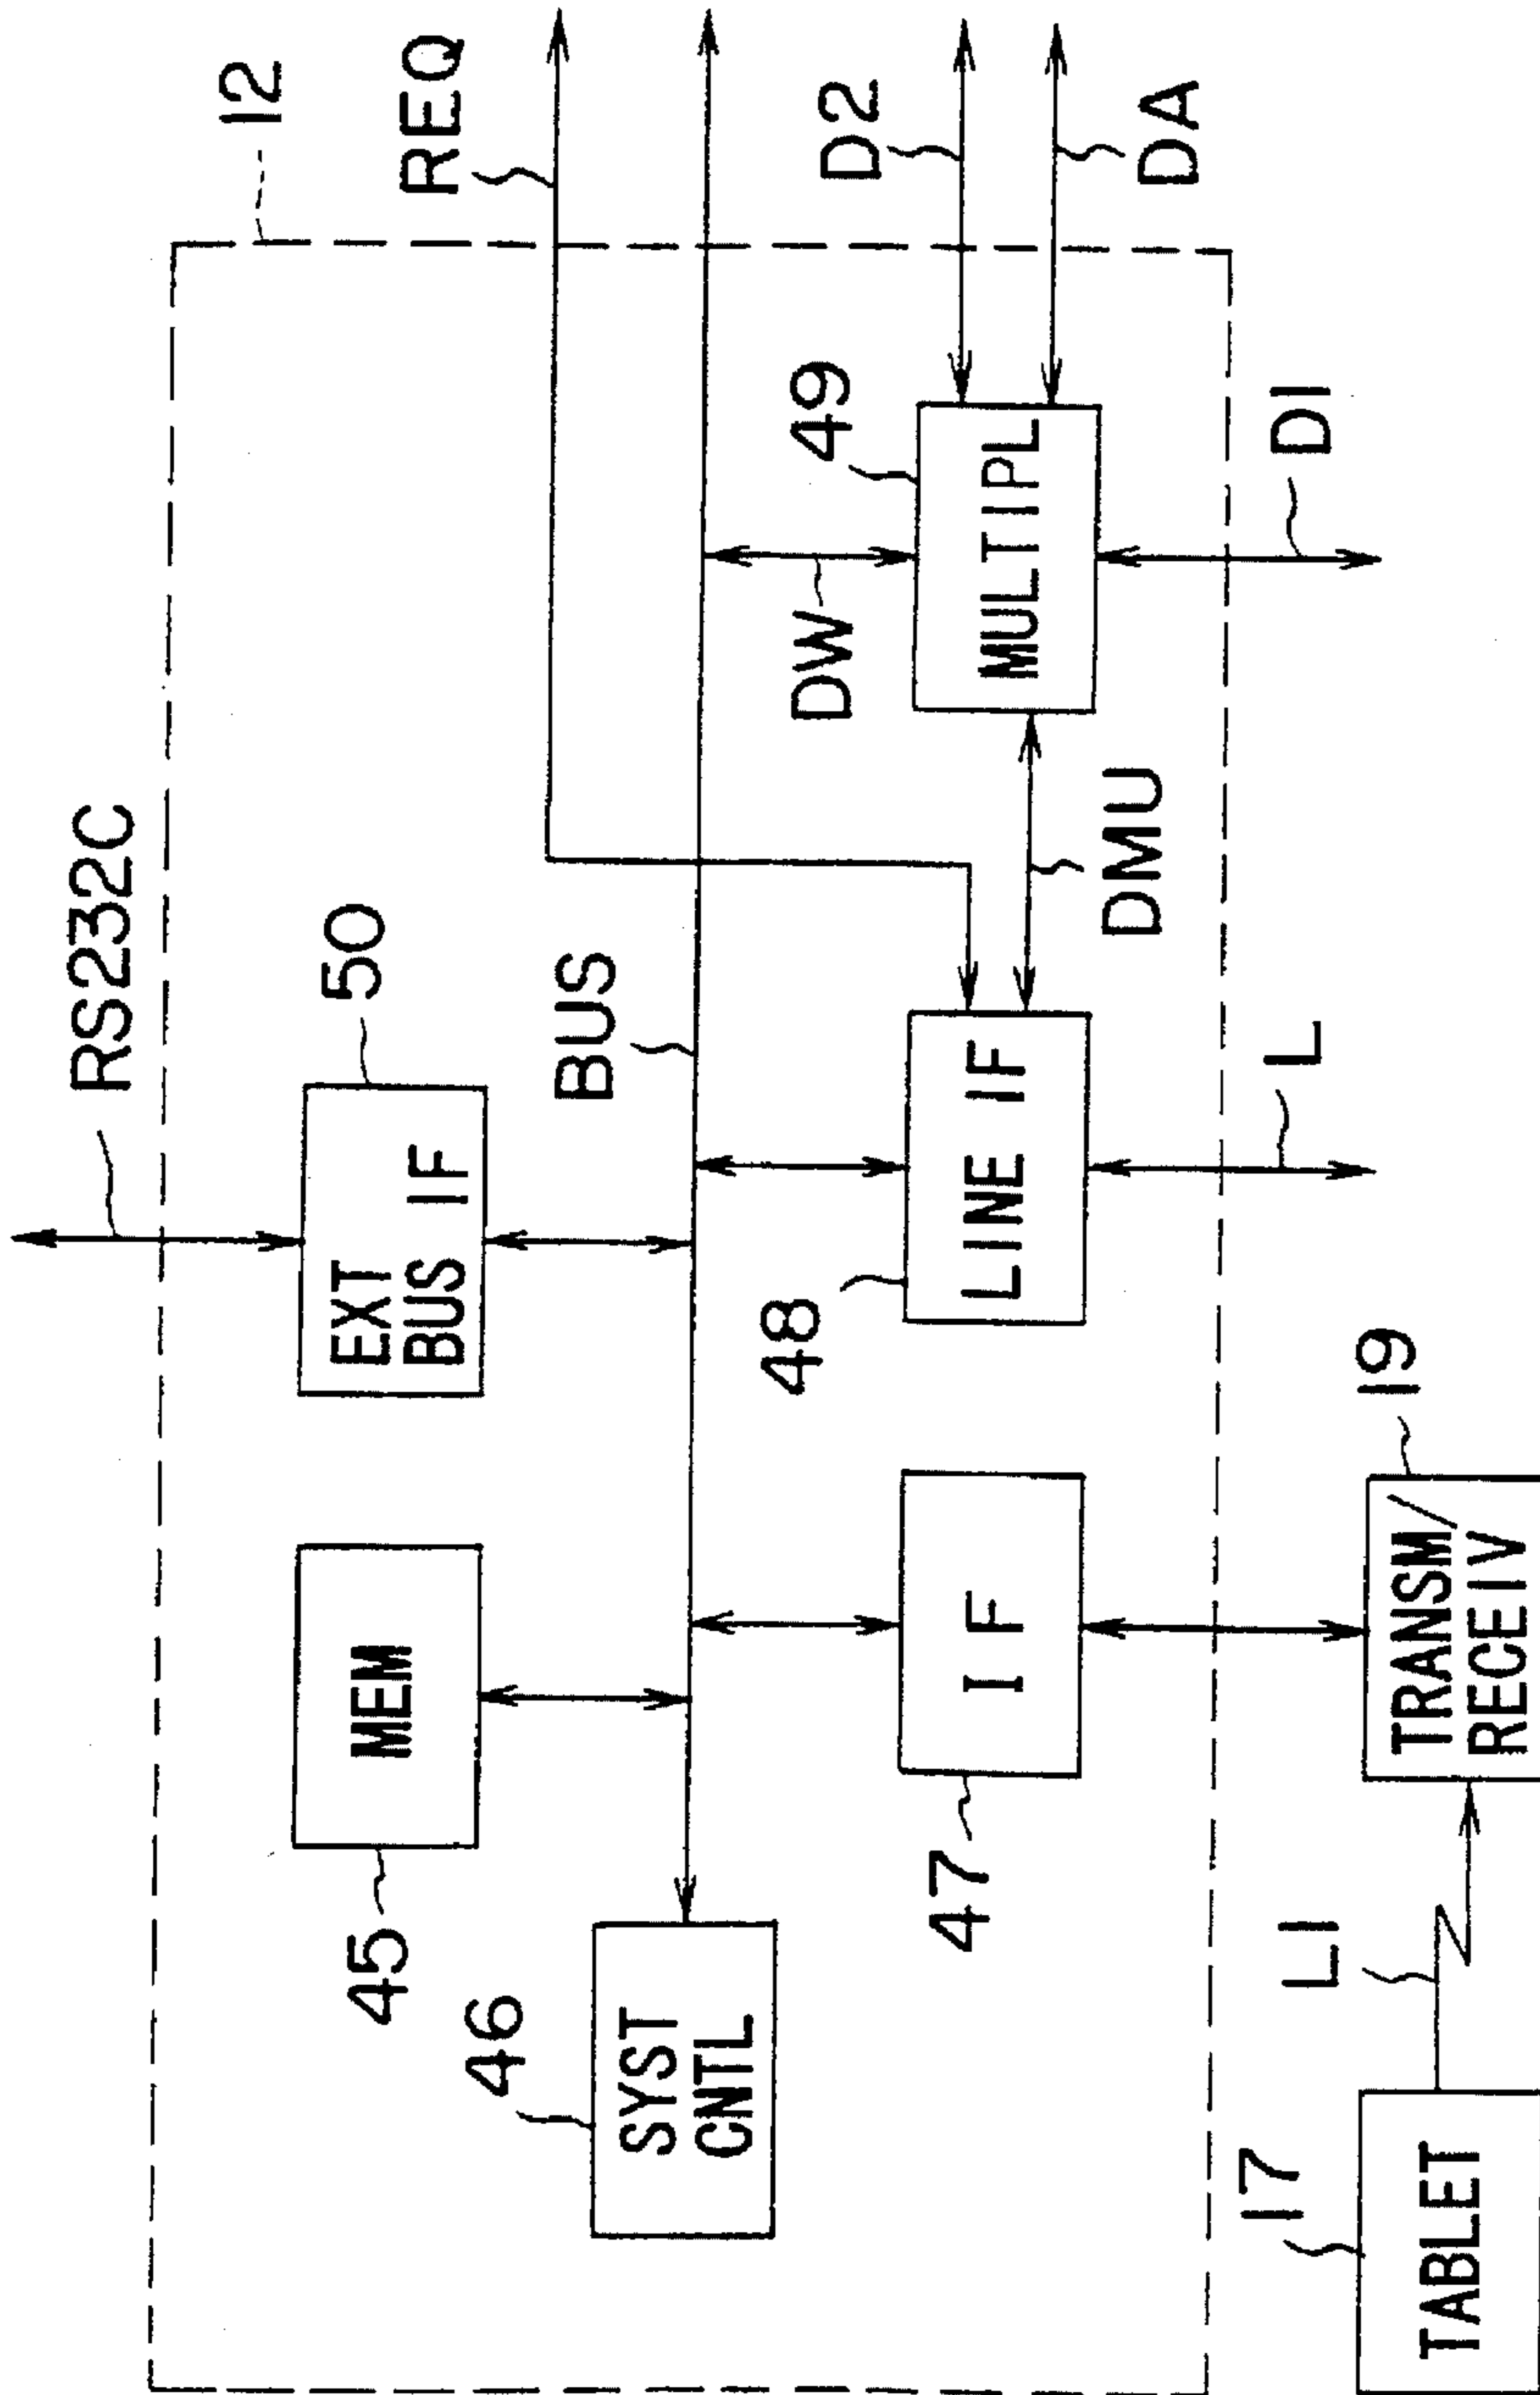 RS232C
12
REQ
50
EXT
BUS IF
45
MEM
46
SYST
CNTL
BUS
DW
49
MULTIPL
D2
DA
48
LINE IF
DMU
47
IF
L
D1
17
TABLET
L1
19
TRANSM/
RECEIV